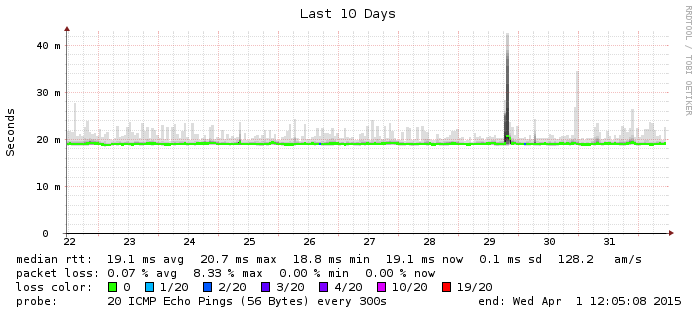 Last 10 Days
RRDTOOL / TOBI OETIKER
Seconds
40 m
30 m
20 m
10 m
0
22 23 24 25 26 27 28 29 30 31
median rtt: 19.1 ms avg 20.7 ms max 18.8 ms min 19.1 ms now 0.1 ms sd 128.2 am/s
packet loss: 0.07 % avg 8.33 % max 0.00 % min 0.00 % now
loss color: 0 1/20 2/20 3/20 4/20 10/20 19/20
probe: 20 ICMP Echo Pings (56 Bytes) every 300s end: Wed Apr 1 12:05:08 2015